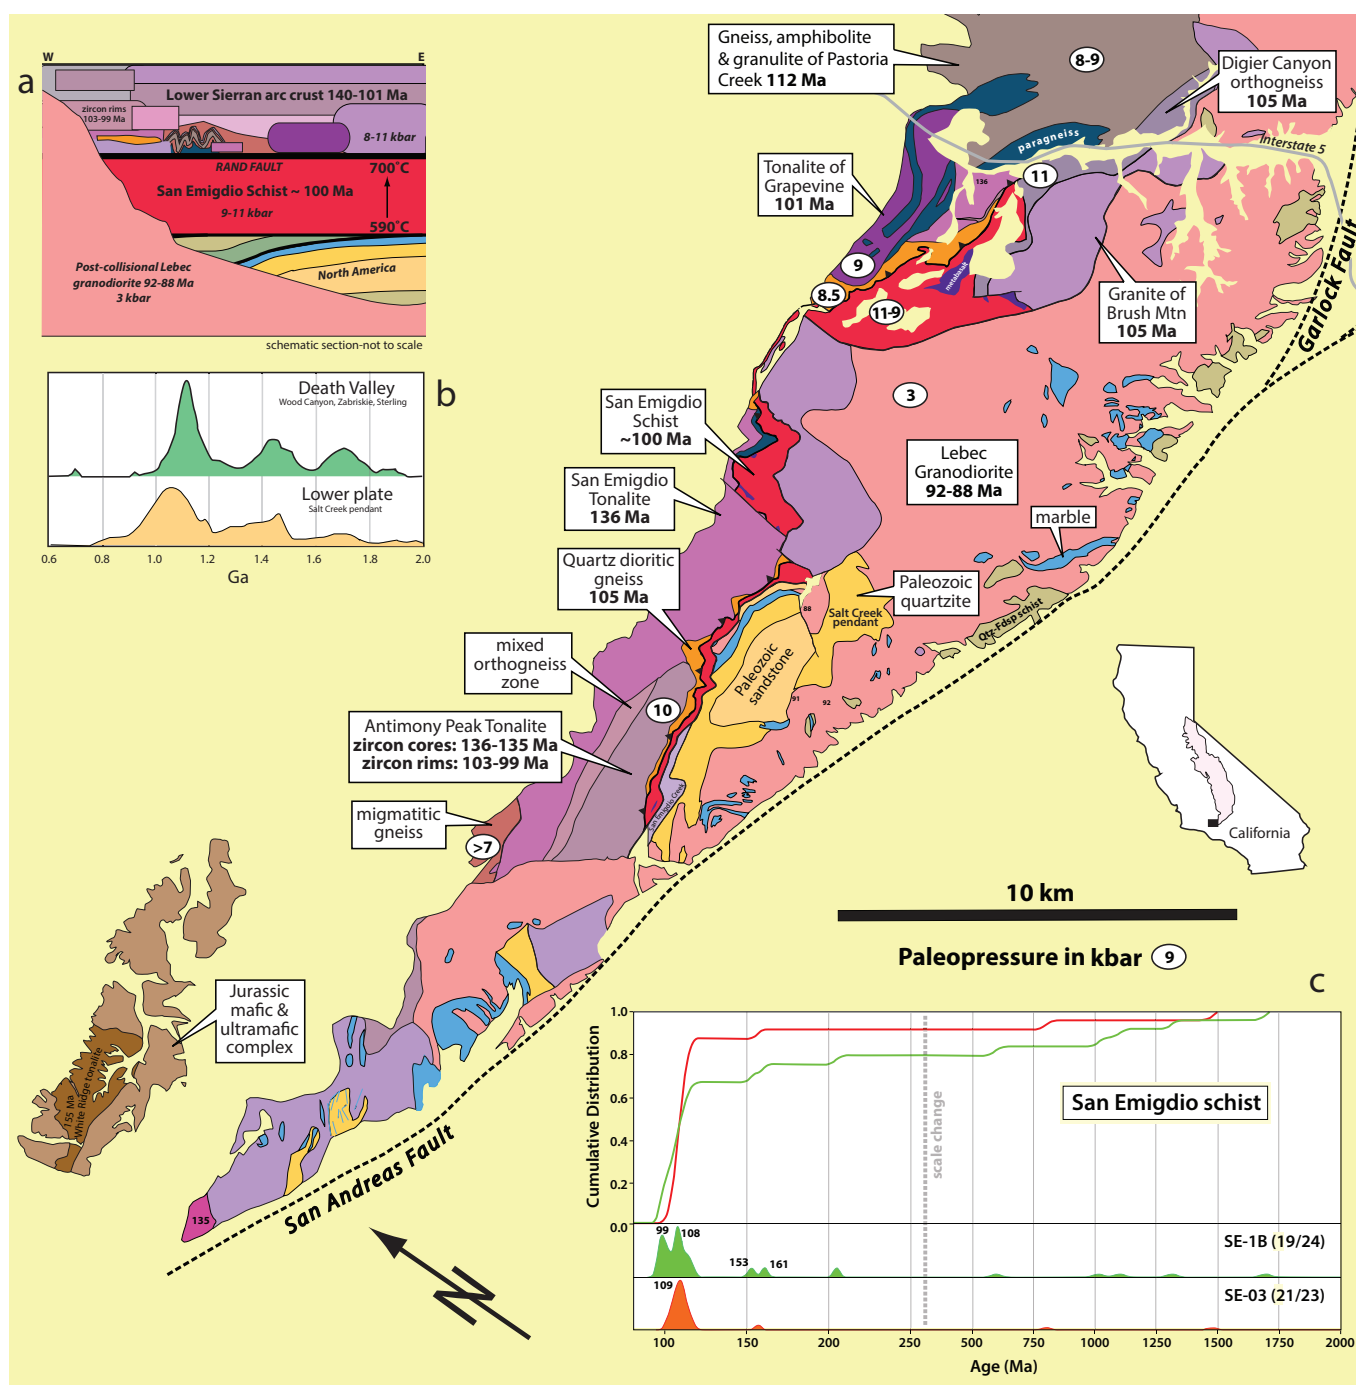 a
W
E
Lower Sierran arc crust 140-101 Ma
zircon rims
103-99 Ma
8-11 kbar
RAND FAULT
700°C
San Emigdio Schist ~ 100 Ma
9-11 kbar
590°C
North America
Post-collisional Lebec
granodiorite 92-88 Ma
3 kbar
schematic section-not to scale
b
Death Valley
Wood Canyon, Zabriskie, Sterling
Lower plate
Salt Creek pendant
0.6
0.8
1.0
1.2
1.4
1.6
1.8
2.0
Ga
Gneiss, amphibolite
& granulite of Pastoria
Creek 112 Ma
8-9
Digier Canyon
orthogneiss
105 Ma
paragneiss
Interstate 5
Tonalite of
Grapevine
101 Ma
136
11
9
8.5
11-9
metabasalt
Granite of
Brush Mtn
105 Ma
Garlock Fault
3
San Emigdio
Schist
~100 Ma
Lebec
Granodiorite
92-88 Ma
San Emigdio
Tonalite
136 Ma
marble
Quartz dioritic
gneiss
105 Ma
Paleozoic
quartzite
88
Salt Creek
pendant
Qtz-Fdsp schist
mixed
orthogneiss
zone
Paleozoic
sandstone
10
91
92
Antimony Peak Tonalite
zircon cores: 136-135 Ma
zircon rims: 103-99 Ma
San Emigdio Creek
migmatitic
gneiss
>7
California
10 km
Paleopressure in kbar 9
Jurassic
mafic &
ultramafic
complex
155 Ma
White Ridge tonalite
135
San Andreas Fault
N
c
Cumulative Distribution
1.0
0.8
0.6
0.4
0.2
0.0
San Emigdio schist
scale change
99
108
153
161
SE-1B (19/24)
109
SE-03 (21/23)
100
150
200
250
500
750
1000
1250
1500
1750
2000
Age (Ma)